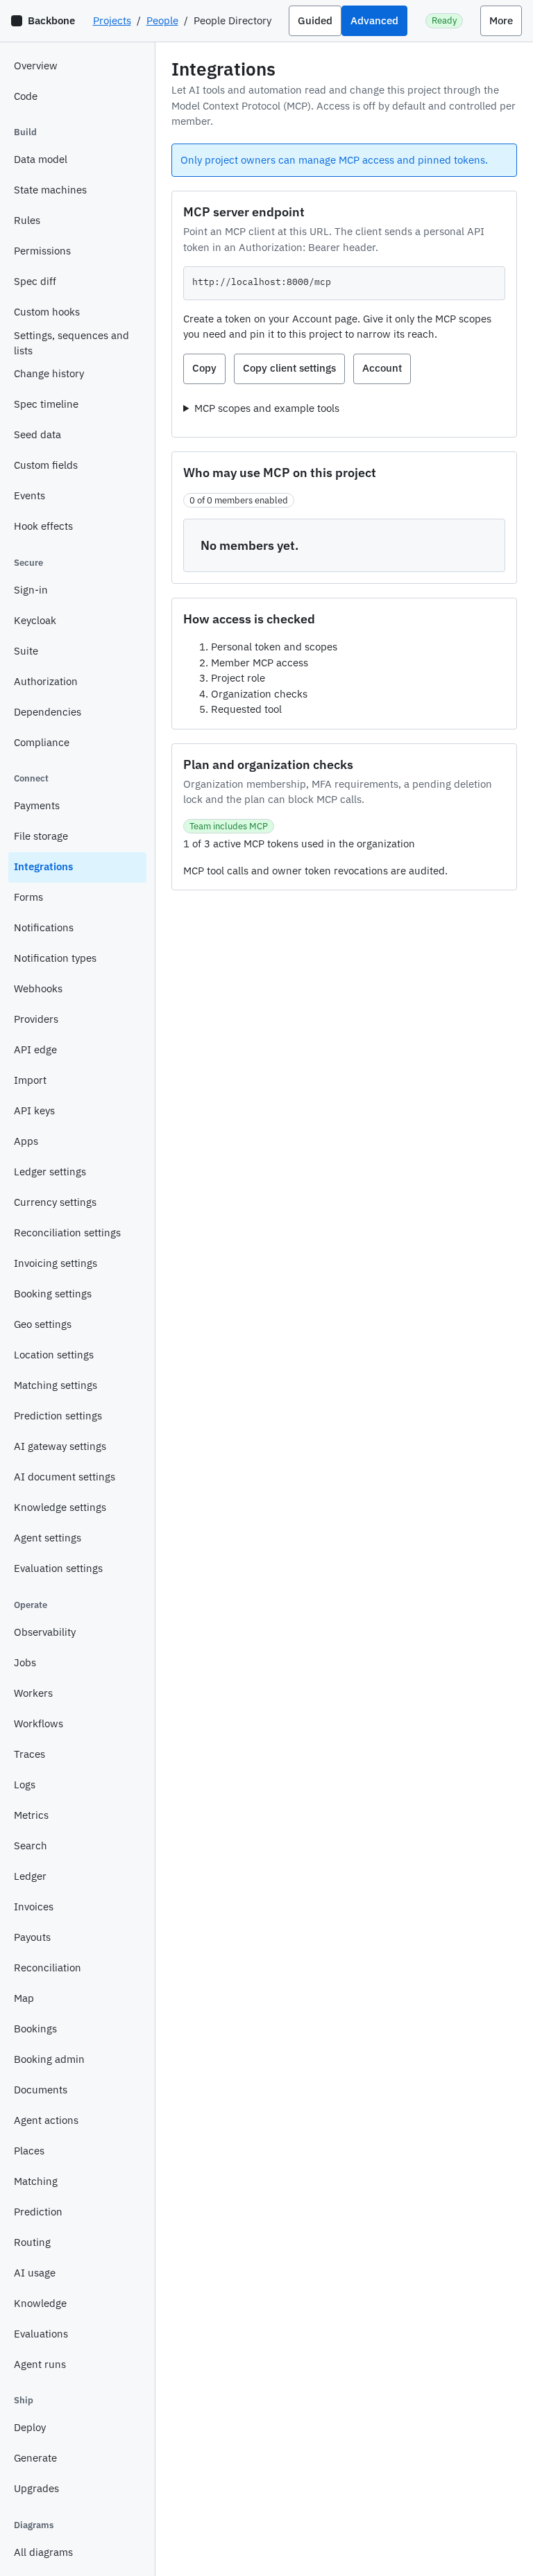 Backbone
Projects / People / People Directory
Guided
Advanced
Ready
More
Overview
Code
Build
Data model
State machines
Rules
Permissions
Spec diff
Custom hooks
Settings, sequences and
lists
Change history
Spec timeline
Seed data
Custom fields
Events
Hook effects
Secure
Sign-in
Keycloak
Suite
Authorization
Dependencies
Compliance
Connect
Payments
File storage
Integrations
Forms
Notifications
Notification types
Webhooks
Providers
API edge
Import
API keys
Apps
Ledger settings
Currency settings
Reconciliation settings
Invoicing settings
Booking settings
Geo settings
Location settings
Matching settings
Prediction settings
AI gateway settings
AI document settings
Knowledge settings
Agent settings
Evaluation settings
Operate
Observability
Jobs
Workers
Workflows
Traces
Logs
Metrics
Search
Ledger
Invoices
Payouts
Reconciliation
Map
Bookings
Booking admin
Documents
Agent actions
Places
Matching
Prediction
Routing
AI usage
Knowledge
Evaluations
Agent runs
Ship
Deploy
Generate
Upgrades
Diagrams
All diagrams
Integrations
Let AI tools and automation read and change this project through the
Model Context Protocol (MCP). Access is off by default and controlled per
member.
Only project owners can manage MCP access and pinned tokens.
MCP server endpoint
Point an MCP client at this URL. The client sends a personal API
token in an Authorization: Bearer header.
http://localhost:8000/mcp
Create a token on your Account page. Give it only the MCP scopes
you need and pin it to this project to narrow its reach.
Copy
Copy client settings
Account
MCP scopes and example tools
Who may use MCP on this project
0 of 0 members enabled
No members yet.
How access is checked
1. Personal token and scopes
2. Member MCP access
3. Project role
4. Organization checks
5. Requested tool
Plan and organization checks
Organization membership, MFA requirements, a pending deletion
lock and the plan can block MCP calls.
Team includes MCP
1 of 3 active MCP tokens used in the organization
MCP tool calls and owner token revocations are audited.